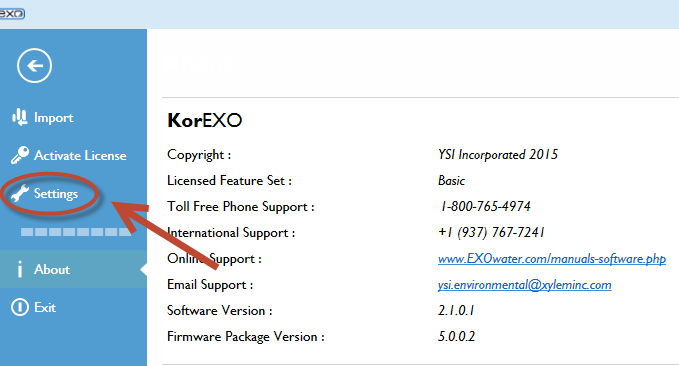 exo
Import
Activate License
Settings
About
Exit
KorEXO
Copyright : YSI Incorporated 2015
Licensed Feature Set : Basic
Toll Free Phone Support : 1-800-765-4974
International Support : +1 (937) 767-7241
Online Support : www.EXOwater.com/manuals-software.php
Email Support : ysi.environmental@xyleminc.com
Software Version : 2.1.0.1
Firmware Package Version : 5.0.0.2